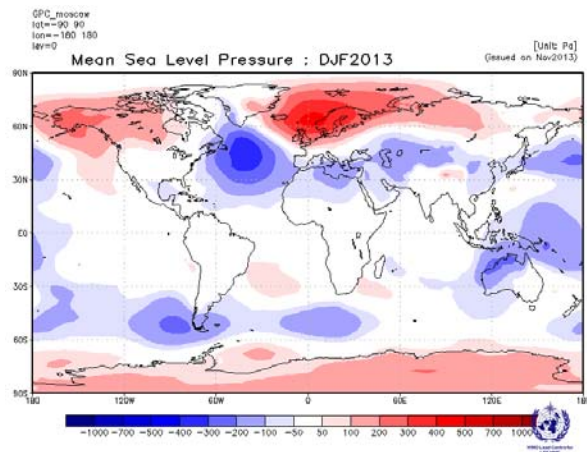 GPC_moscow
lat=-90 90
lon=-180 180
lev=0
[Unit: Pa]
Mean Sea Level Pressure : DJF2013
(issued on Nov2013)
90N
60N
30N
EQ
30S
60S
90S
180
120W
60W
0
60E
120E
180
-1000 -700 -500 -400 -300 -200 -100 -50 50 100 200 300 400 500 700 1000